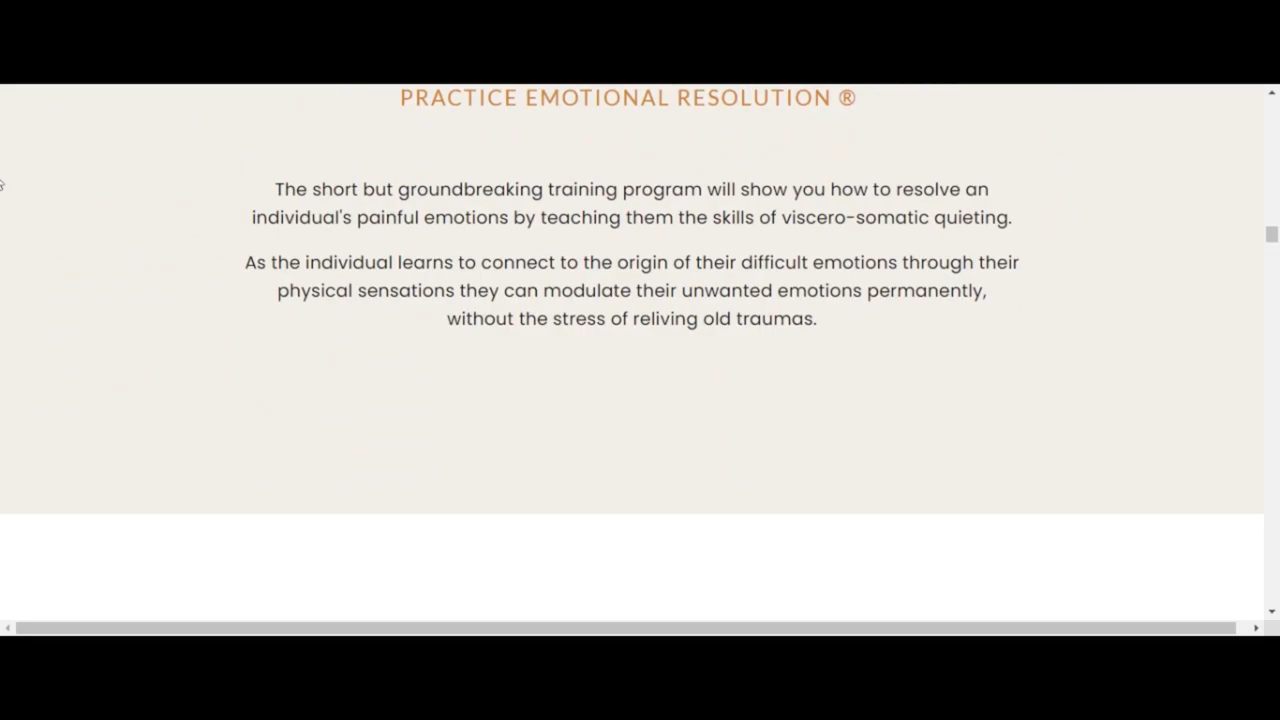 PRACTICE EMOTIONAL RESOLUTION ®
The short but groundbreaking training program will show you how to resolve an
individual's painful emotions by teaching them the skills of viscero-somatic quieting.
As the individual learns to connect to the origin of their difficult emotions through their
physical sensations they can modulate their unwanted emotions permanently,
without the stress of reliving old traumas.